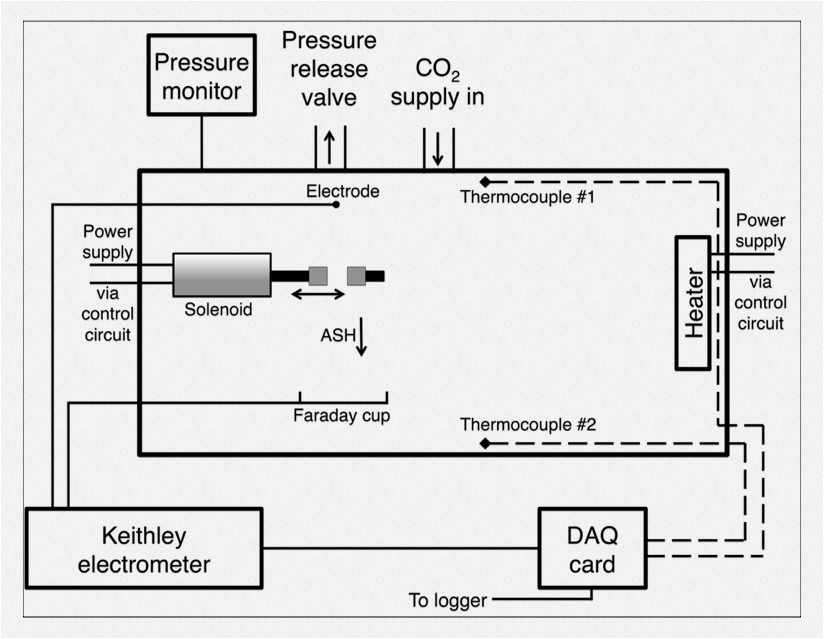 Pressure
monitor
Pressure
release
valve
CO₂
supply in
Electrode
Thermocouple #1
Power
supply
via
control
circuit
Solenoid
Heater
Power
supply
via
control
circuit
ASH
Faraday cup
Thermocouple #2
Keithley
electrometer
DAQ
card
To logger